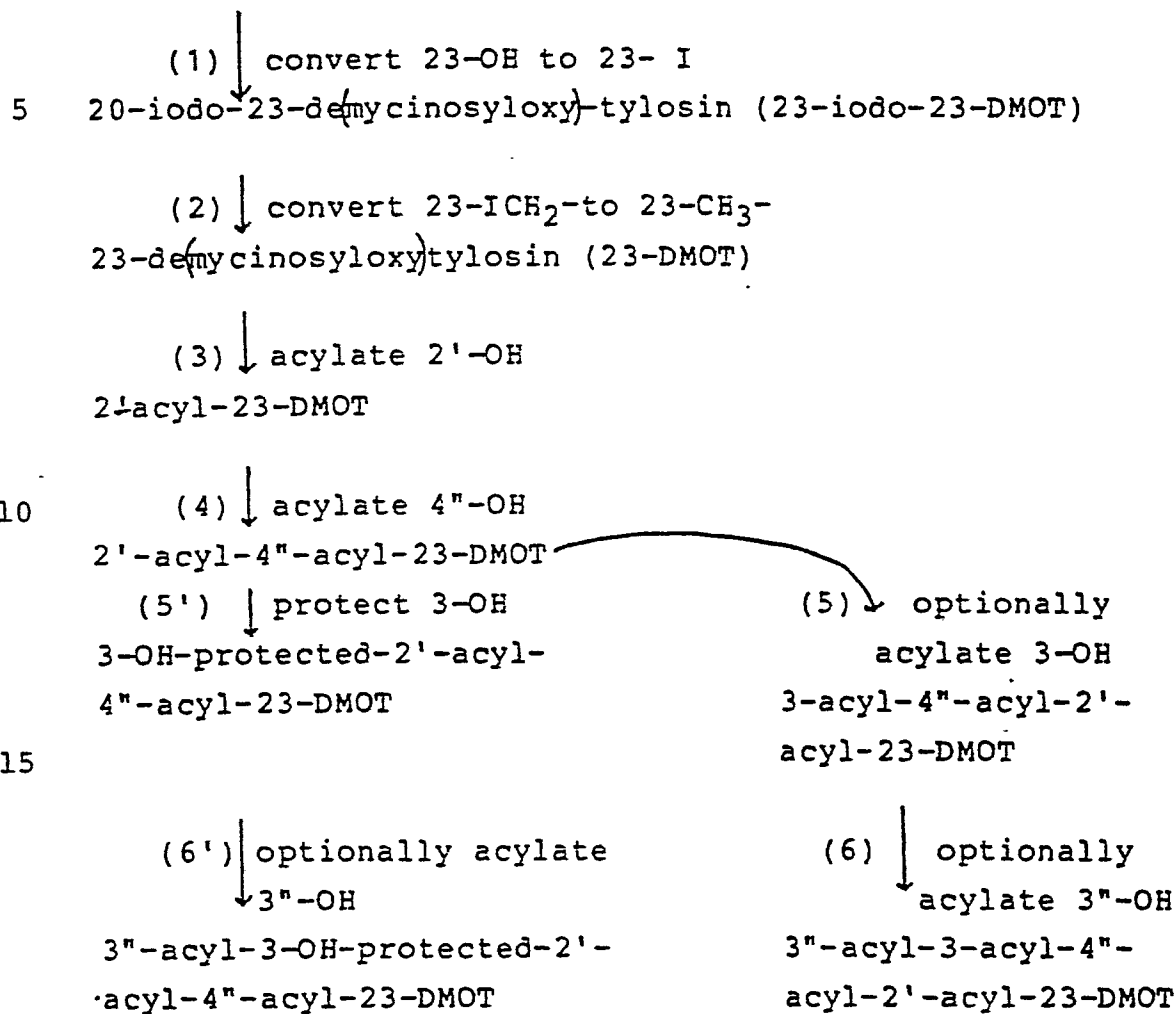 (1) convert 23-OH to 23- I
5 20-iodo-23-de(mycinosyloxy)-tylosin (23-iodo-23-DMOT)
(2) convert 23-ICH2-to 23-CH3-
23-de(mycinosyloxy)tylosin (23-DMOT)
(3) acylate 2'-OH
2'-acyl-23-DMOT
10 (4) acylate 4"-OH
2'-acyl-4"-acyl-23-DMOT
(5') protect 3-OH
3-OH-protected-2'-acyl-
4"-acyl-23-DMOT
(5) optionally
acylate 3-OH
3-acyl-4"-acyl-2'-
acyl-23-DMOT
15
(6') optionally acylate
3"-OH
3"-acyl-3-OH-protected-2'-
acyl-4"-acyl-23-DMOT
(6) optionally
acylate 3"-OH
3"-acyl-3-acyl-4"-
acyl-2'-acyl-23-DMOT